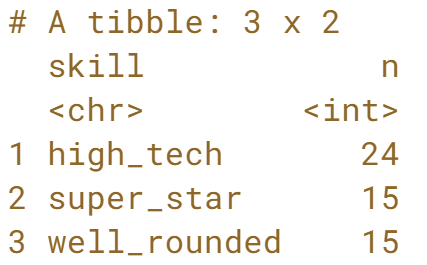 # A tibble: 3 x 2
  skill            n
  <chr>        <int>
1 high_tech       24
2 super_star      15
3 well_rounded    15